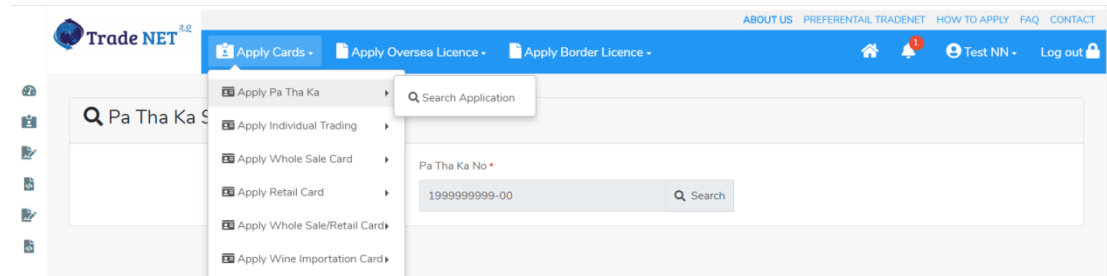 ABOUT US PREFERENTAIL TRADENET HOW TO APPLY FAQ CONTACT
Trade NET 2.0
Apply Cards Apply Oversea Licence Apply Border Licence 1 Test NN Log out
Apply Pa Tha Ka
Search Application
Pa Tha Ka S
Apply Individual Trading
Apply Whole Sale Card
Pa Tha Ka No *
Apply Retail Card
1999999999-00 Search
Apply Whole Sale/Retail Card
Apply Wine Importation Card